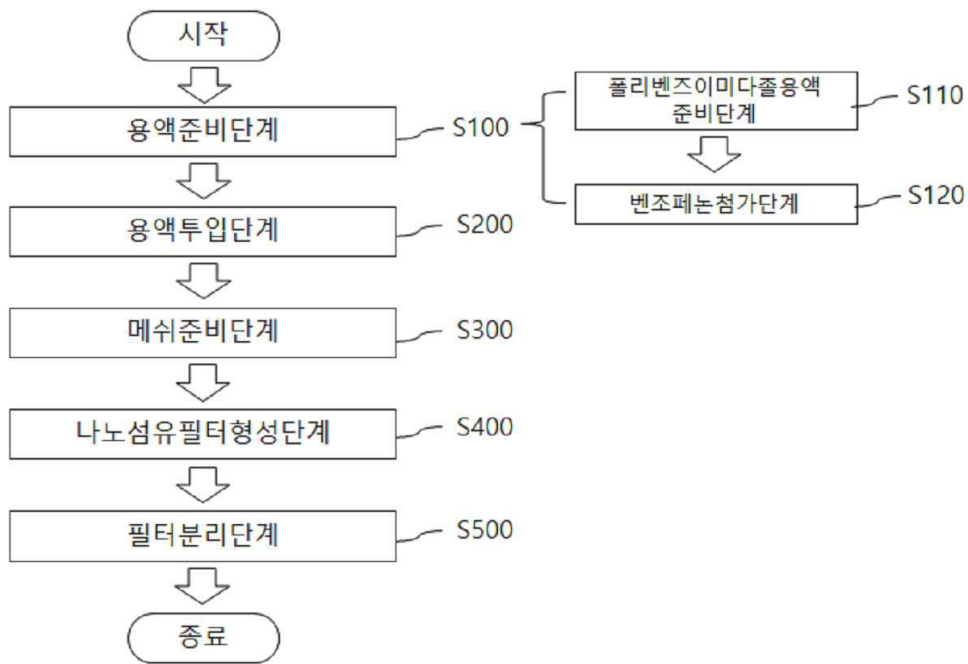 시작
용액준비단계
S100
폴리벤즈이미다졸용액
준비단계
S110
벤조페논첨가단계
S120
용액투입단계
S200
메쉬준비단계
S300
나노섬유필터형성단계
S400
필터분리단계
S500
종료